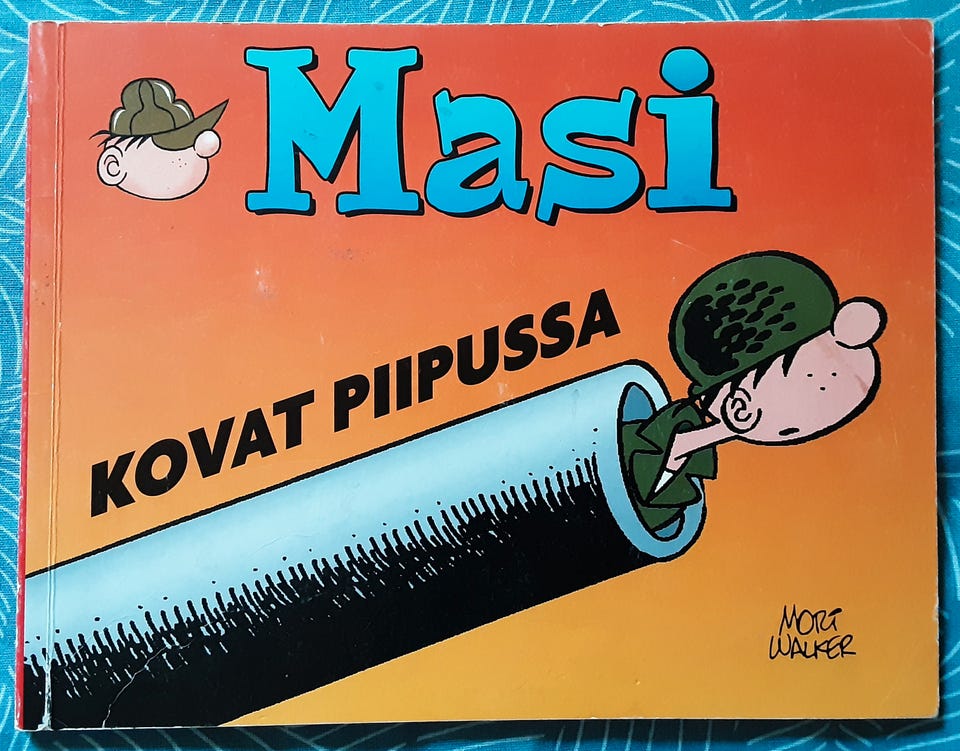 Masi
KOVAT PIIPUSSA
MORT
WALKER